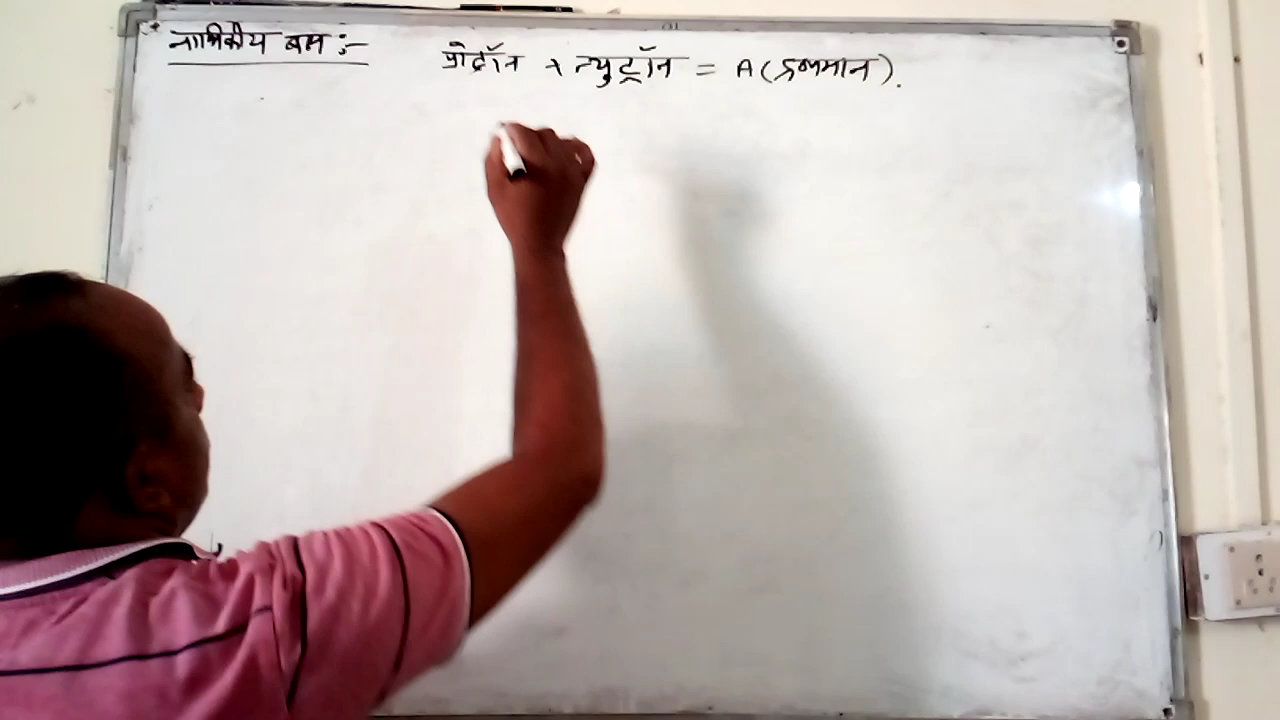 नाभिकीय बल :-
प्रोटॉन + न्युट्रॉन = A (द्रव्यमान).